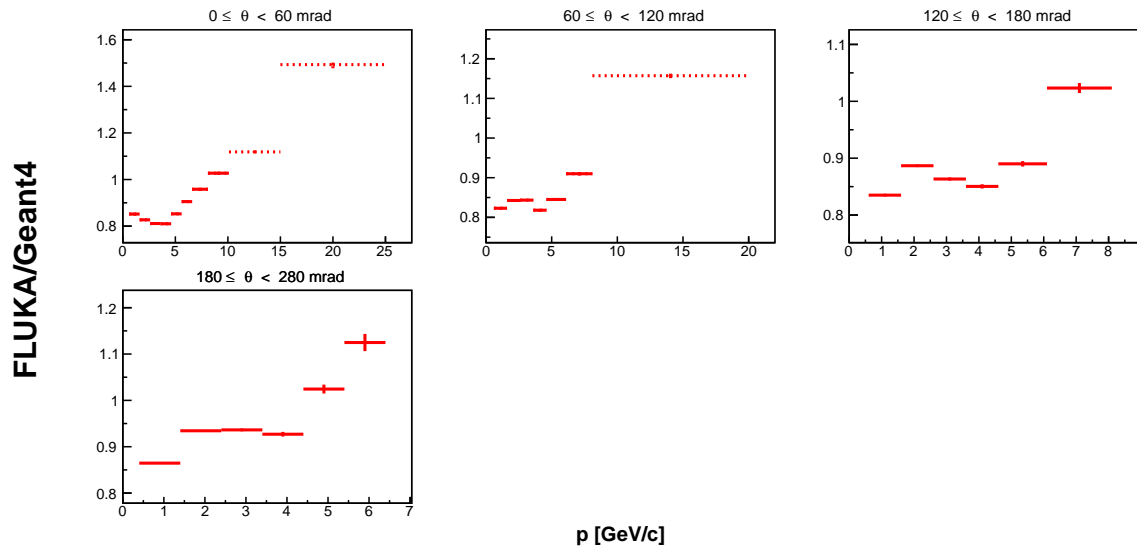 0 ≤ θ < 60 mrad
60 ≤ θ < 120 mrad
120 ≤ θ < 180 mrad
1.6
1.4
1.2
1
0.8
0 5 10 15 20 25
1.2
1.1
1
0.9
0.8
0 5 10 15 20
1.1
1
0.9
0.8
0 1 2 3 4 5 6 7 8
FLUKA/Geant4
180 ≤ θ < 280 mrad
1.2
1.1
1
0.9
0.8
0 1 2 3 4 5 6 7
p [GeV/c]